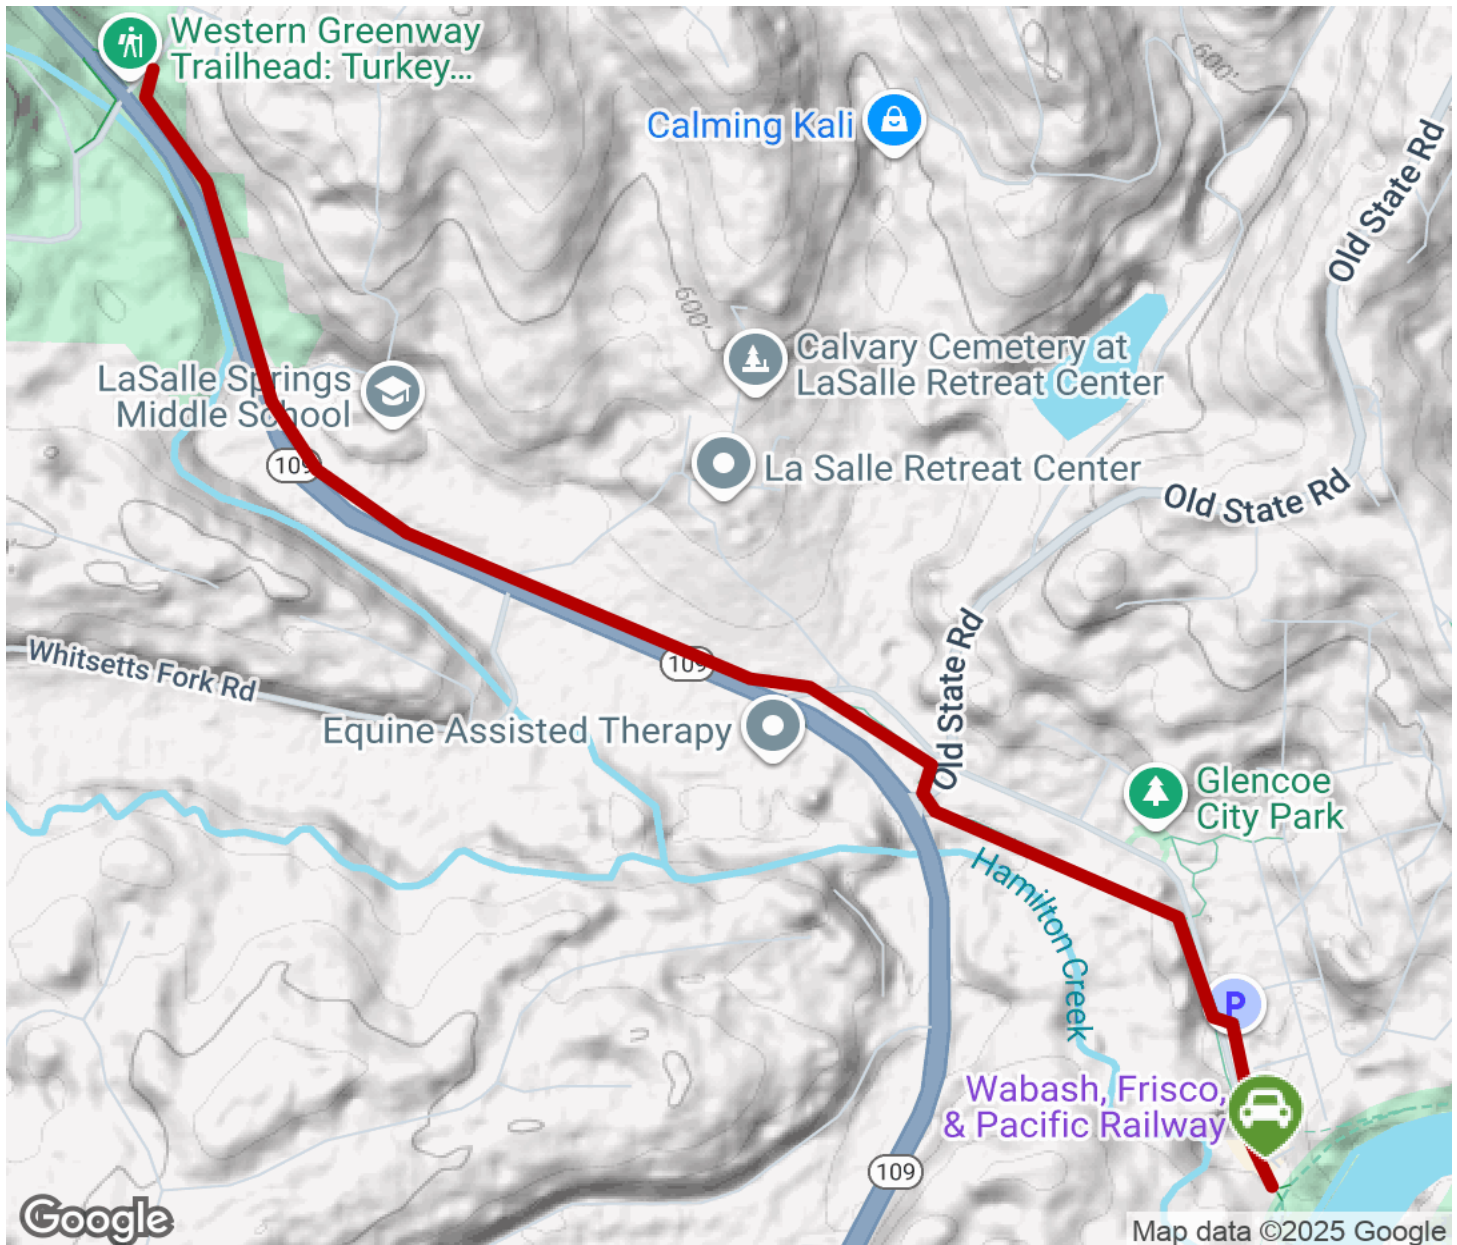 Western Greenway
Trailhead: Turkey...
600'
Calming Kali
Old State Rd
600'
Calvary Cemetery at
LaSalle Retreat Center
LaSalle Springs
Middle School
109
La Salle Retreat Center
Old State Rd
Old State Rd
Whitsetts Fork Rd
109
Equine Assisted Therapy
Glencoe
City Park
Hamilton Creek
P
Wabash, Frisco,
& Pacific Railway
109
Google
Map data ©2025 Google